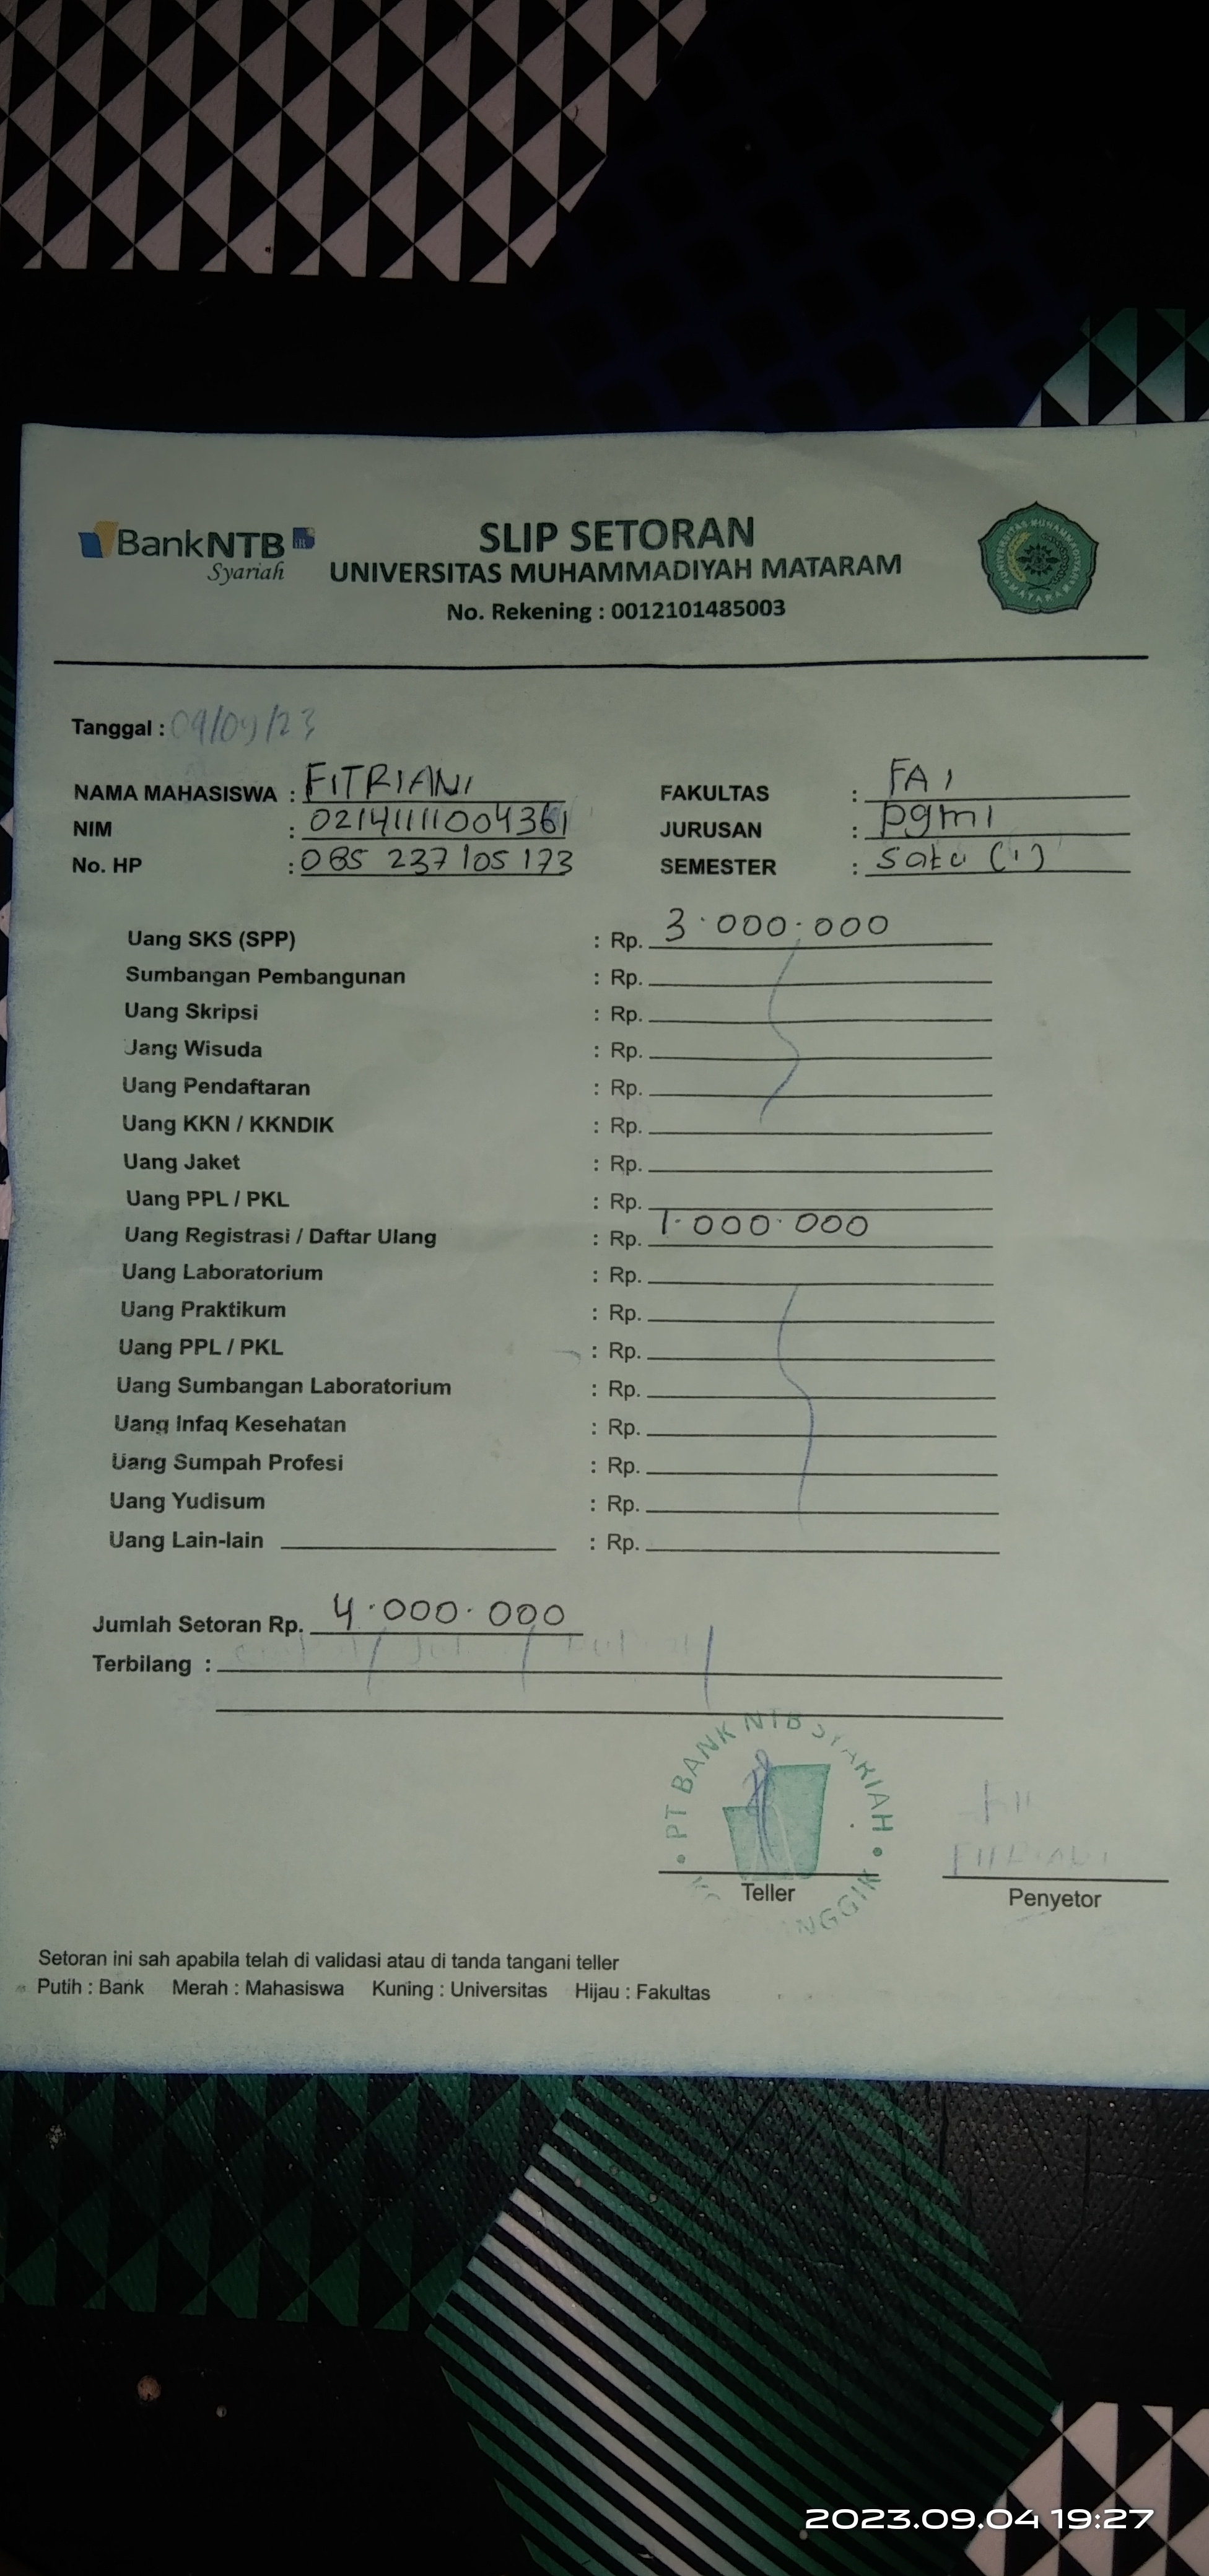 BankNTB iB
Syariah
SLIP SETORAN
UNIVERSITAS MUHAMMADIYAH MATARAM
No. Rekening : 0012101485003
UNIVERSITAS MUHAMMADIYAH MATARAM
Tanggal : 04/09/23
NAMA MAHASISWA : FITRIANI
NIM : 02141111004361
No. HP : 085 237 105 173
FAKULTAS : FAI
JURUSAN : pgmi
SEMESTER : Satu (1)
Uang SKS (SPP) : Rp. 3.000.000
Sumbangan Pembangunan : Rp.
Uang Skripsi : Rp.
Uang Wisuda : Rp.
Uang Pendaftaran : Rp.
Uang KKN / KKNDIK : Rp.
Uang Jaket : Rp.
Uang PPL / PKL : Rp.
Uang Registrasi / Daftar Ulang : Rp. 1.000.000
Uang Laboratorium : Rp.
Uang Praktikum : Rp.
Uang PPL / PKL : Rp.
Uang Sumbangan Laboratorium : Rp.
Uang Infaq Kesehatan : Rp.
Uang Sumpah Profesi : Rp.
Uang Yudisum : Rp.
Uang Lain-lain : Rp.
Jumlah Setoran Rp. 4.000.000
Terbilang :
PT BANK NTB SYARIAH
Teller
FITRIANI
Penyetor
Setoran ini sah apabila telah di validasi atau di tanda tangani teller
Putih : Bank Merah : Mahasiswa Kuning : Universitas Hijau : Fakultas
2023.09.04 19:27